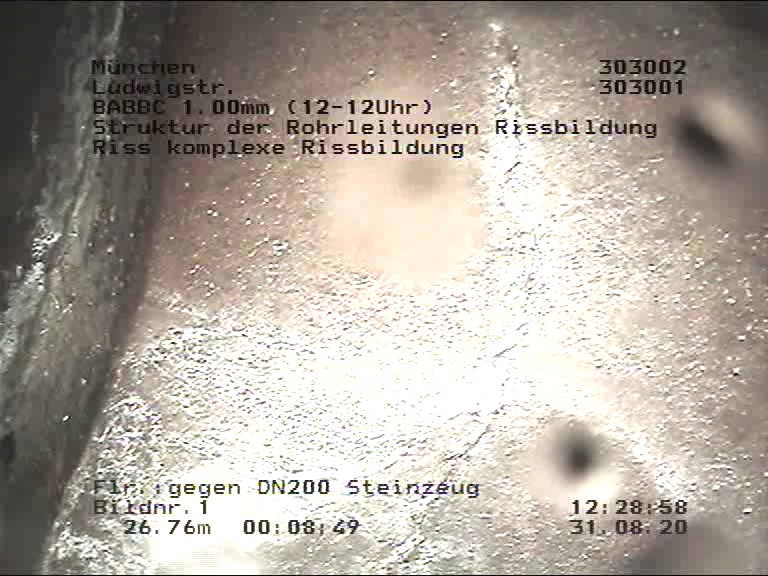 München 303002
Ludwigstr. 303001
BABBC 1.00mm (12-12Uhr)
Struktur der Rohrleitungen Rissbildung
Riss komplexe Rissbildung
Flr.:gegen DN200 Steinzeug
Bildnr.1 12:28:58
26.76m 00:08:49 31.08.20